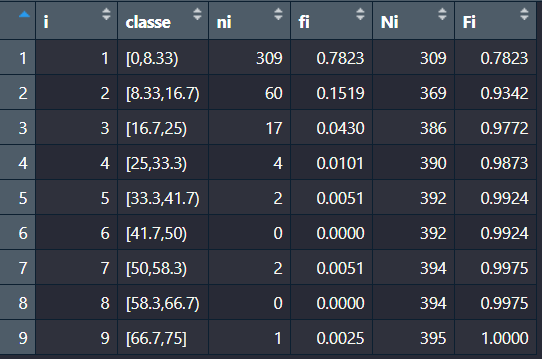 i classe ni fi Ni Fi
1 1 [0,8.33) 309 0.7823 309 0.7823
2 2 [8.33,16.7) 60 0.1519 369 0.9342
3 3 [16.7,25) 17 0.0430 386 0.9772
4 4 [25,33.3) 4 0.0101 390 0.9873
5 5 [33.3,41.7) 2 0.0051 392 0.9924
6 6 [41.7,50) 0 0.0000 392 0.9924
7 7 [50,58.3) 2 0.0051 394 0.9975
8 8 [58.3,66.7) 0 0.0000 394 0.9975
9 9 [66.7,75] 1 0.0025 395 1.0000